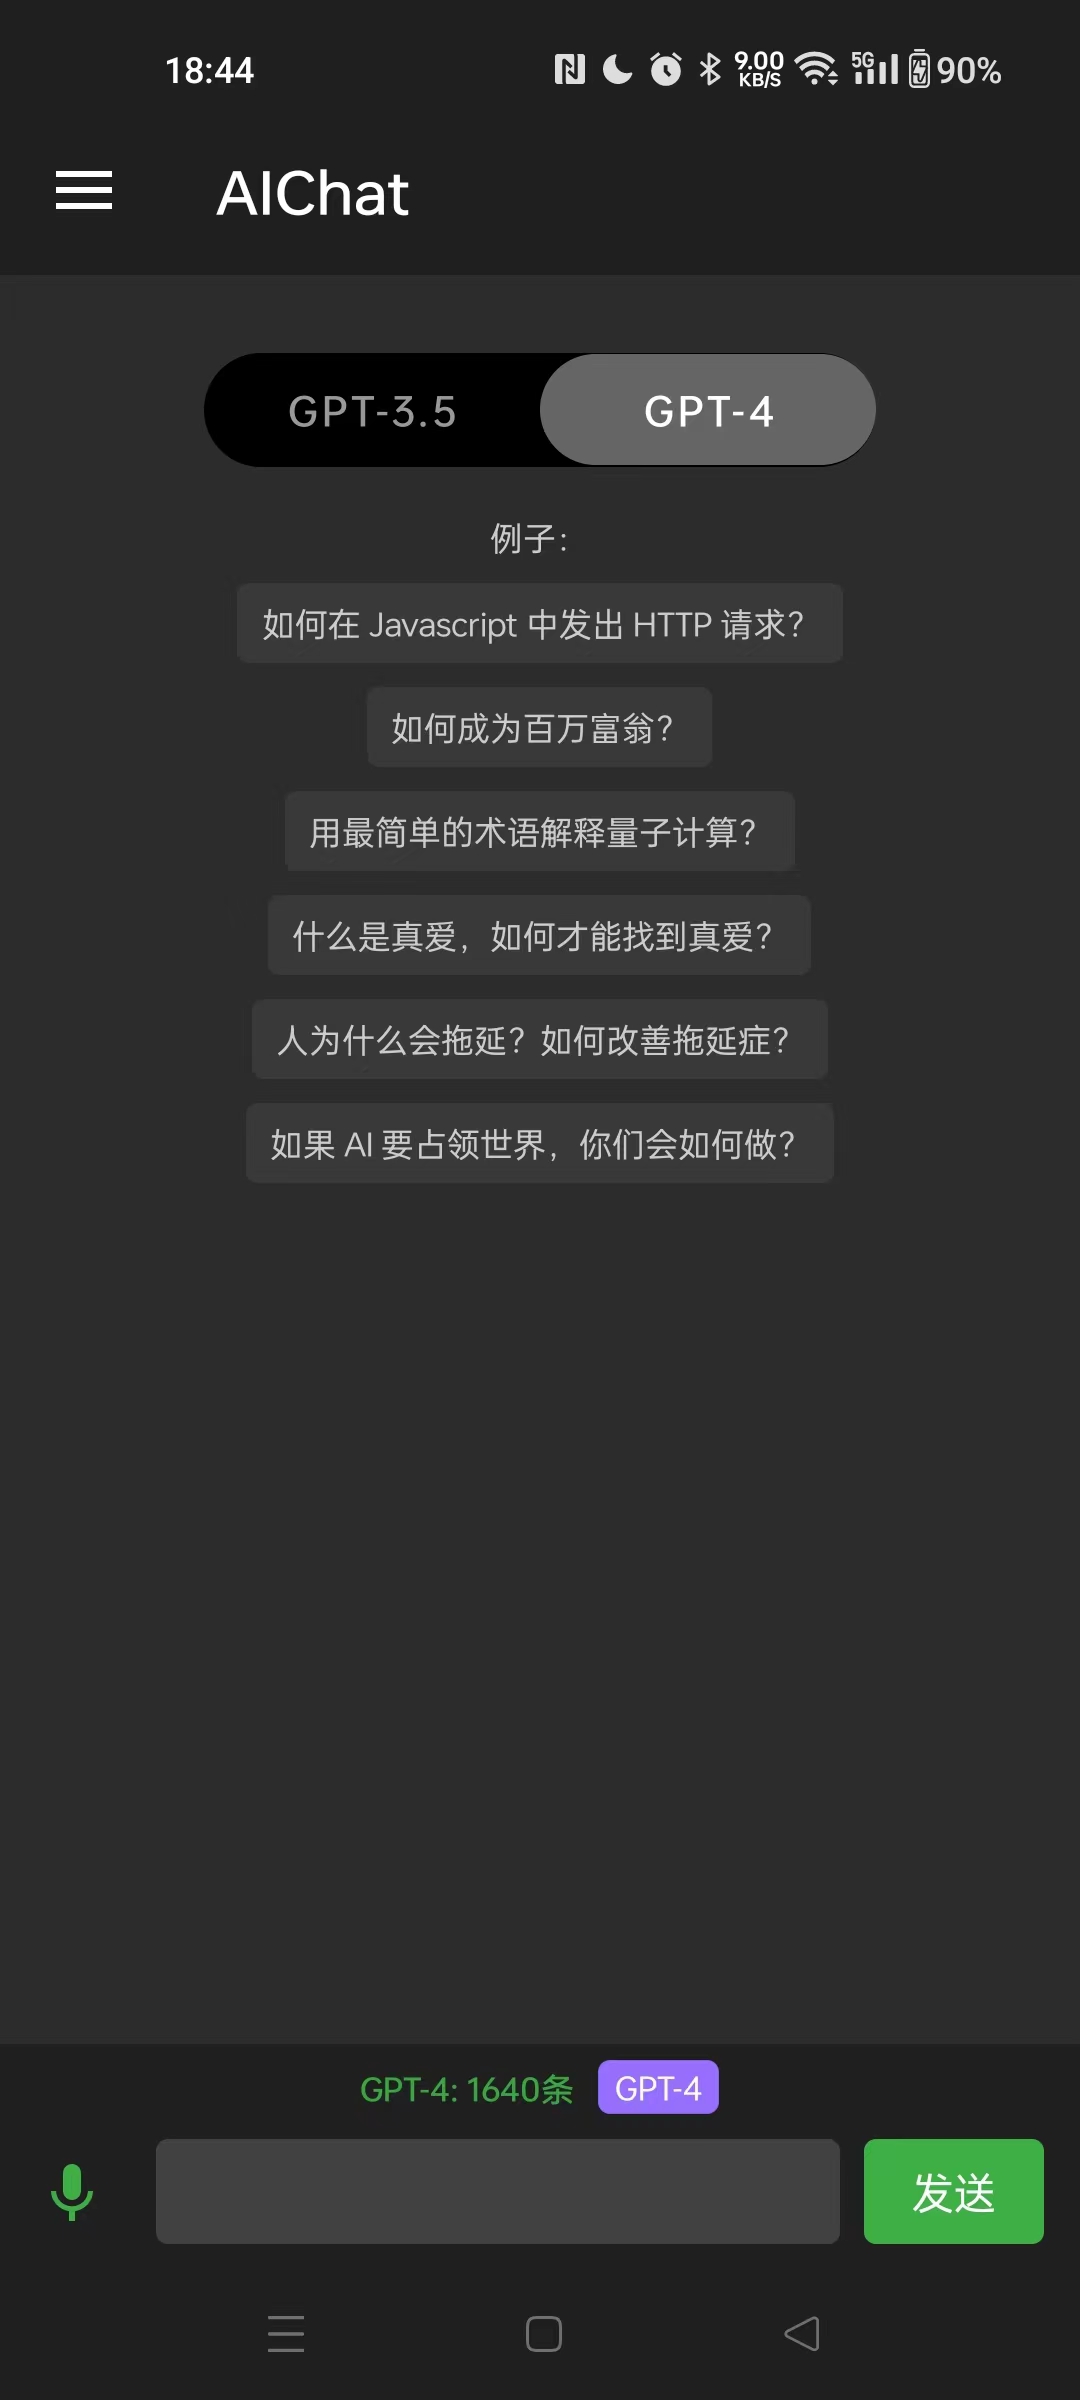 18:44
9.00
KB/S
5G
90%
AIChat
GPT-3.5
GPT-4
例子：
如何在 Javascript 中发出 HTTP 请求？
如何成为百万富翁？
用最简单的术语解释量子计算？
什么是真爱，如何才能找到真爱？
人为什么会拖延？如何改善拖延症？
如果 AI 要占领世界，你们会如何做？
GPT-4: 1640条
GPT-4
发送